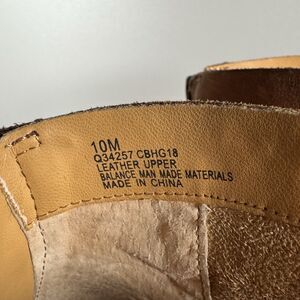 10M
Q34257 CBHG18
LEATHER UPPER
BALANCE MAN MADE MATERIALS
MADE IN CHINA